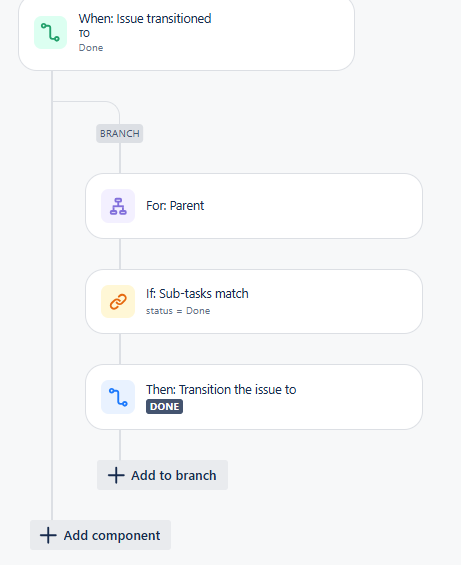 When: Issue transitioned
TO
Done
BRANCH
For: Parent
If: Sub-tasks match
status = Done
Then: Transition the issue to
DONE
Add to branch
Add component